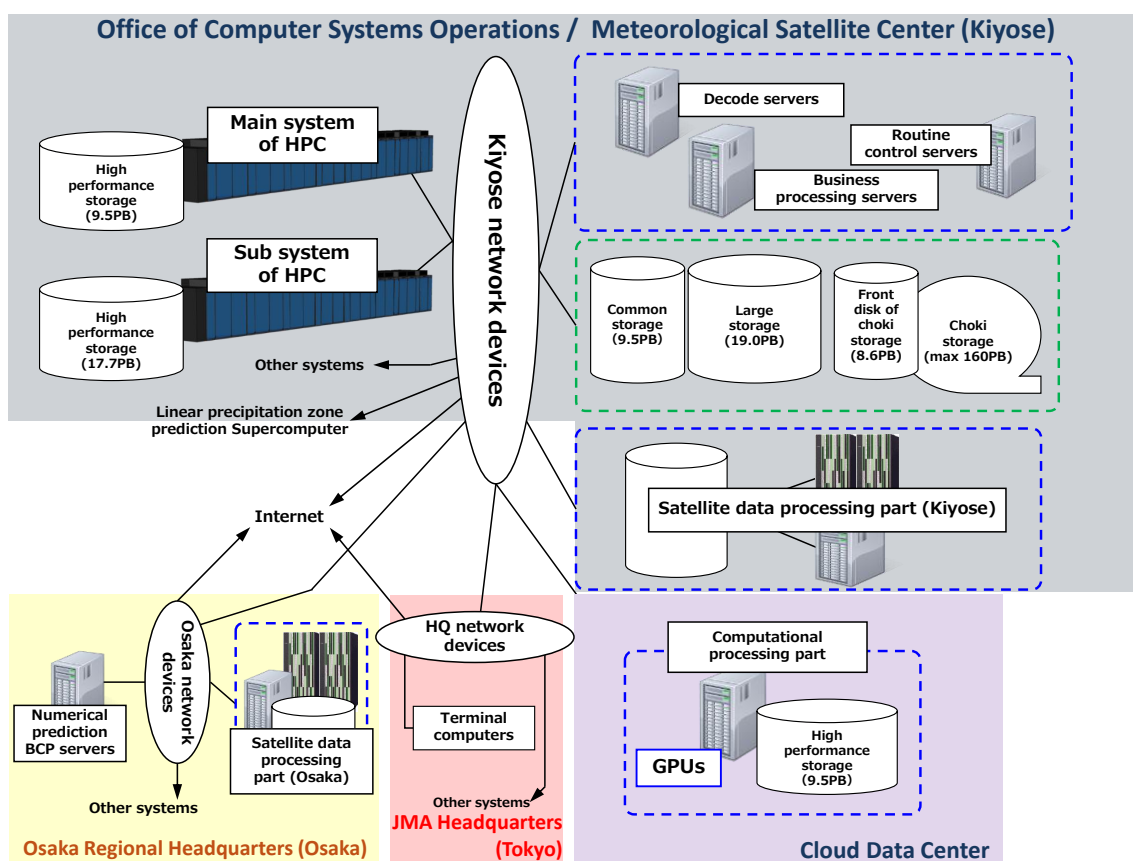 Office of Computer Systems Operations / Meteorological Satellite Center (Kiyose)
Main system
of HPC
High
performance
storage
(9.5PB)
Sub system
of HPC
High
performance
storage
(17.7PB)
Kiyose network devices
Decode servers
Routine
control servers
Business
processing servers
Common
storage
(9.5PB)
Large
storage
(19.0PB)
Front
disk of
choki
storage
(8.6PB)
Choki
storage
(max 160PB)
Other systems
Linear precipitation zone
prediction Supercomputer
Satellite data processing part (Kiyose)
Internet
Osaka network
devices
Numerical
prediction
BCP servers
Satellite data
processing
part (Osaka)
Other systems
Osaka Regional Headquarters (Osaka)
HQ network
devices
Terminal
computers
Other systems
JMA Headquarters
(Tokyo)
Computational
processing part
GPUs
High
performance
storage
(9.5PB)
Cloud Data Center